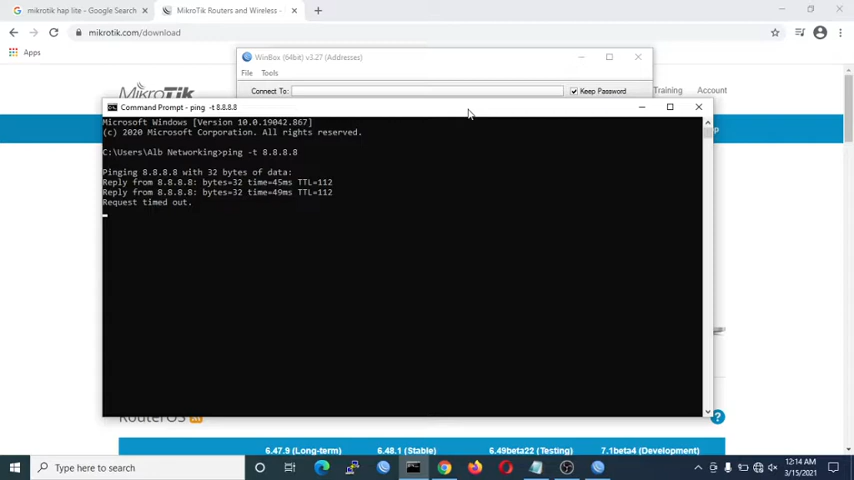 mikrotik hap lite - Google Search
MikroTik Routers and Wireless -
mikrotik.com/download
Apps
WinBox (64bit) v3.27 (Addresses)
File Tools
Connect To:
Keep Password
Training Account
Command Prompt - ping -t 8.8.8.8
Microsoft Windows [Version 10.0.19042.867]
(c) 2020 Microsoft Corporation. All rights reserved.
C:\Users\Alb Networking>ping -t 8.8.8.8
Pinging 8.8.8.8 with 32 bytes of data:
Reply from 8.8.8.8: bytes=32 time=45ms TTL=112
Reply from 8.8.8.8: bytes=32 time=49ms TTL=112
Request timed out.
RouterOS
6.47.9 (Long-term) 6.48.1 (Stable) 6.49beta22 (Testing) 7.1beta4 (Development)
Type here to search
12:14 AM
3/15/2021